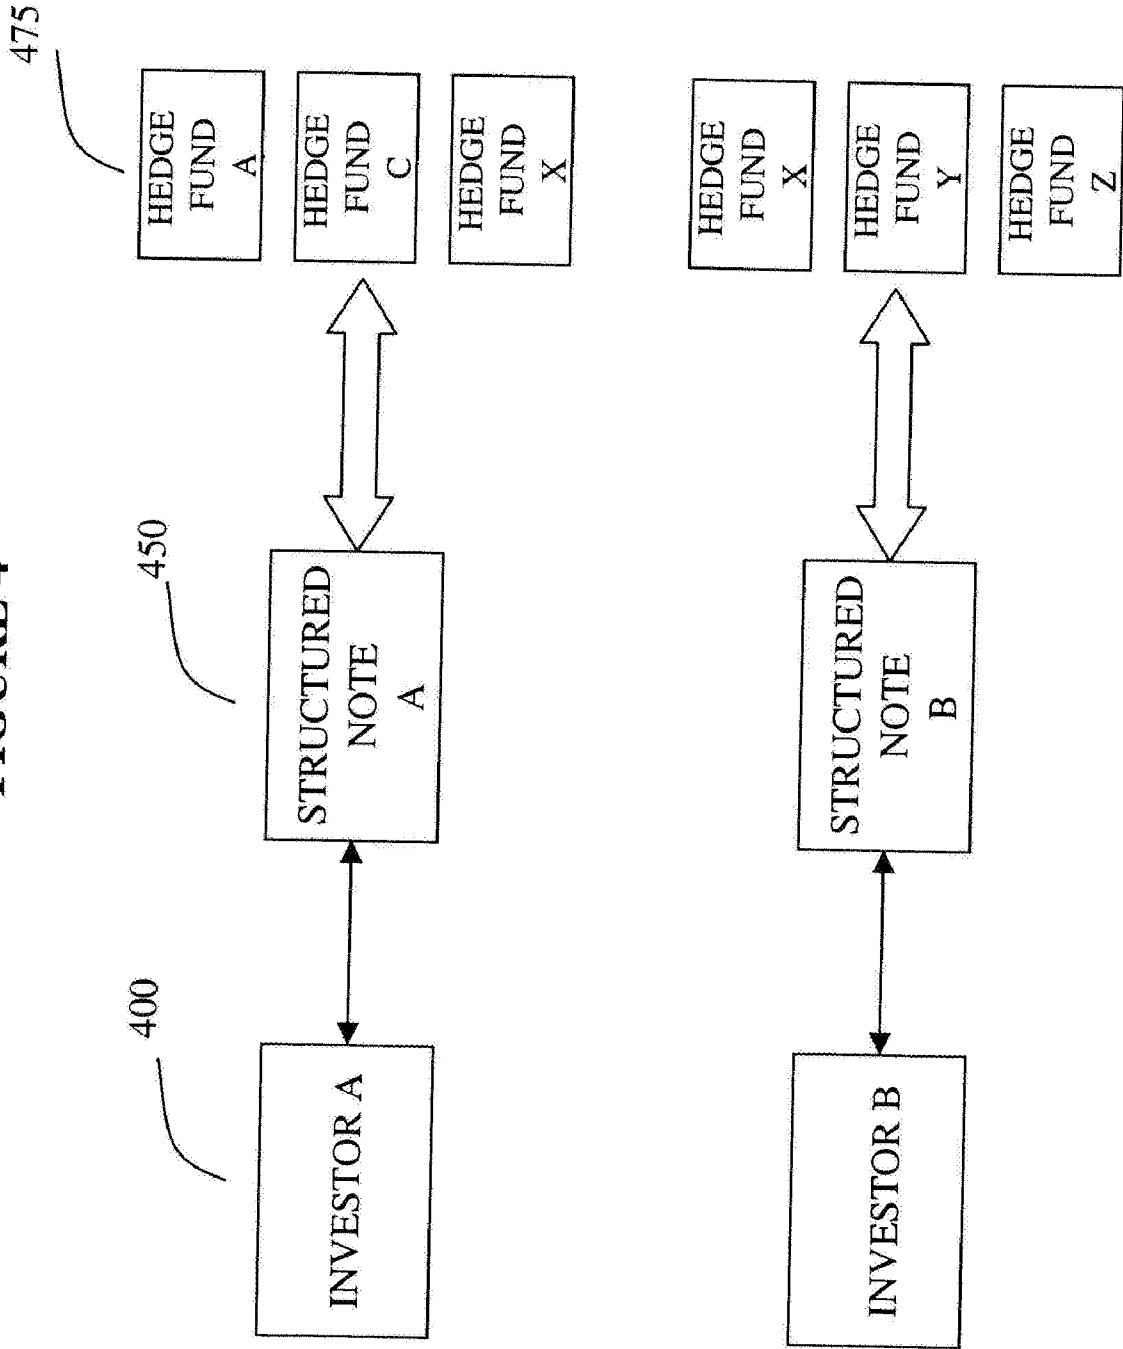 FIGURE 4
400
450
475
INVESTOR A
STRUCTURED
NOTE
A
HEDGE
FUND
A
HEDGE
FUND
C
HEDGE
FUND
X
INVESTOR B
STRUCTURED
NOTE
B
HEDGE
FUND
X
HEDGE
FUND
Y
HEDGE
FUND
Z